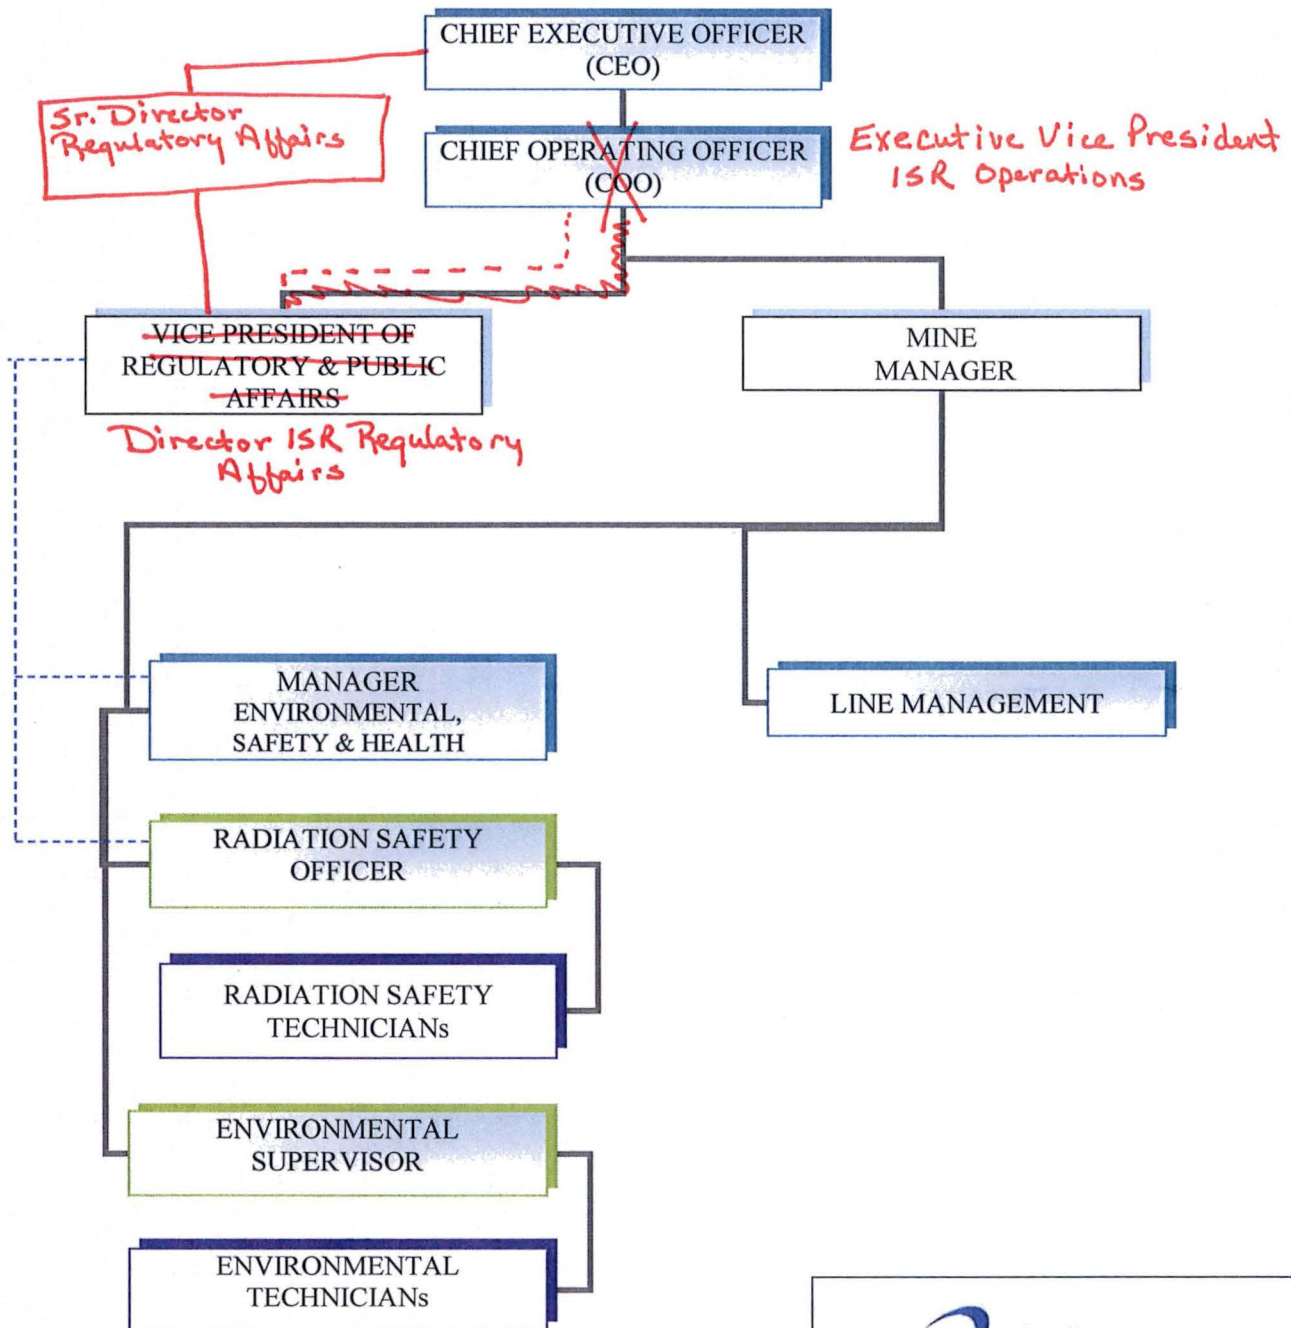 CHIEF EXECUTIVE OFFICER
(CEO)
Sr. Director
Regulatory Affairs
CHIEF OPERATING OFFICER
(COO)
Executive Vice President
ISR Operations
VICE PRESIDENT OF
REGULATORY & PUBLIC
AFFAIRS
Director ISR Regulatory
Affairs
MINE
MANAGER
MANAGER
ENVIRONMENTAL,
SAFETY & HEALTH
LINE MANAGEMENT
RADIATION SAFETY
OFFICER
RADIATION SAFETY
TECHNICIANs
ENVIRONMENTAL
SUPERVISOR
ENVIRONMENTAL
TECHNICIANs